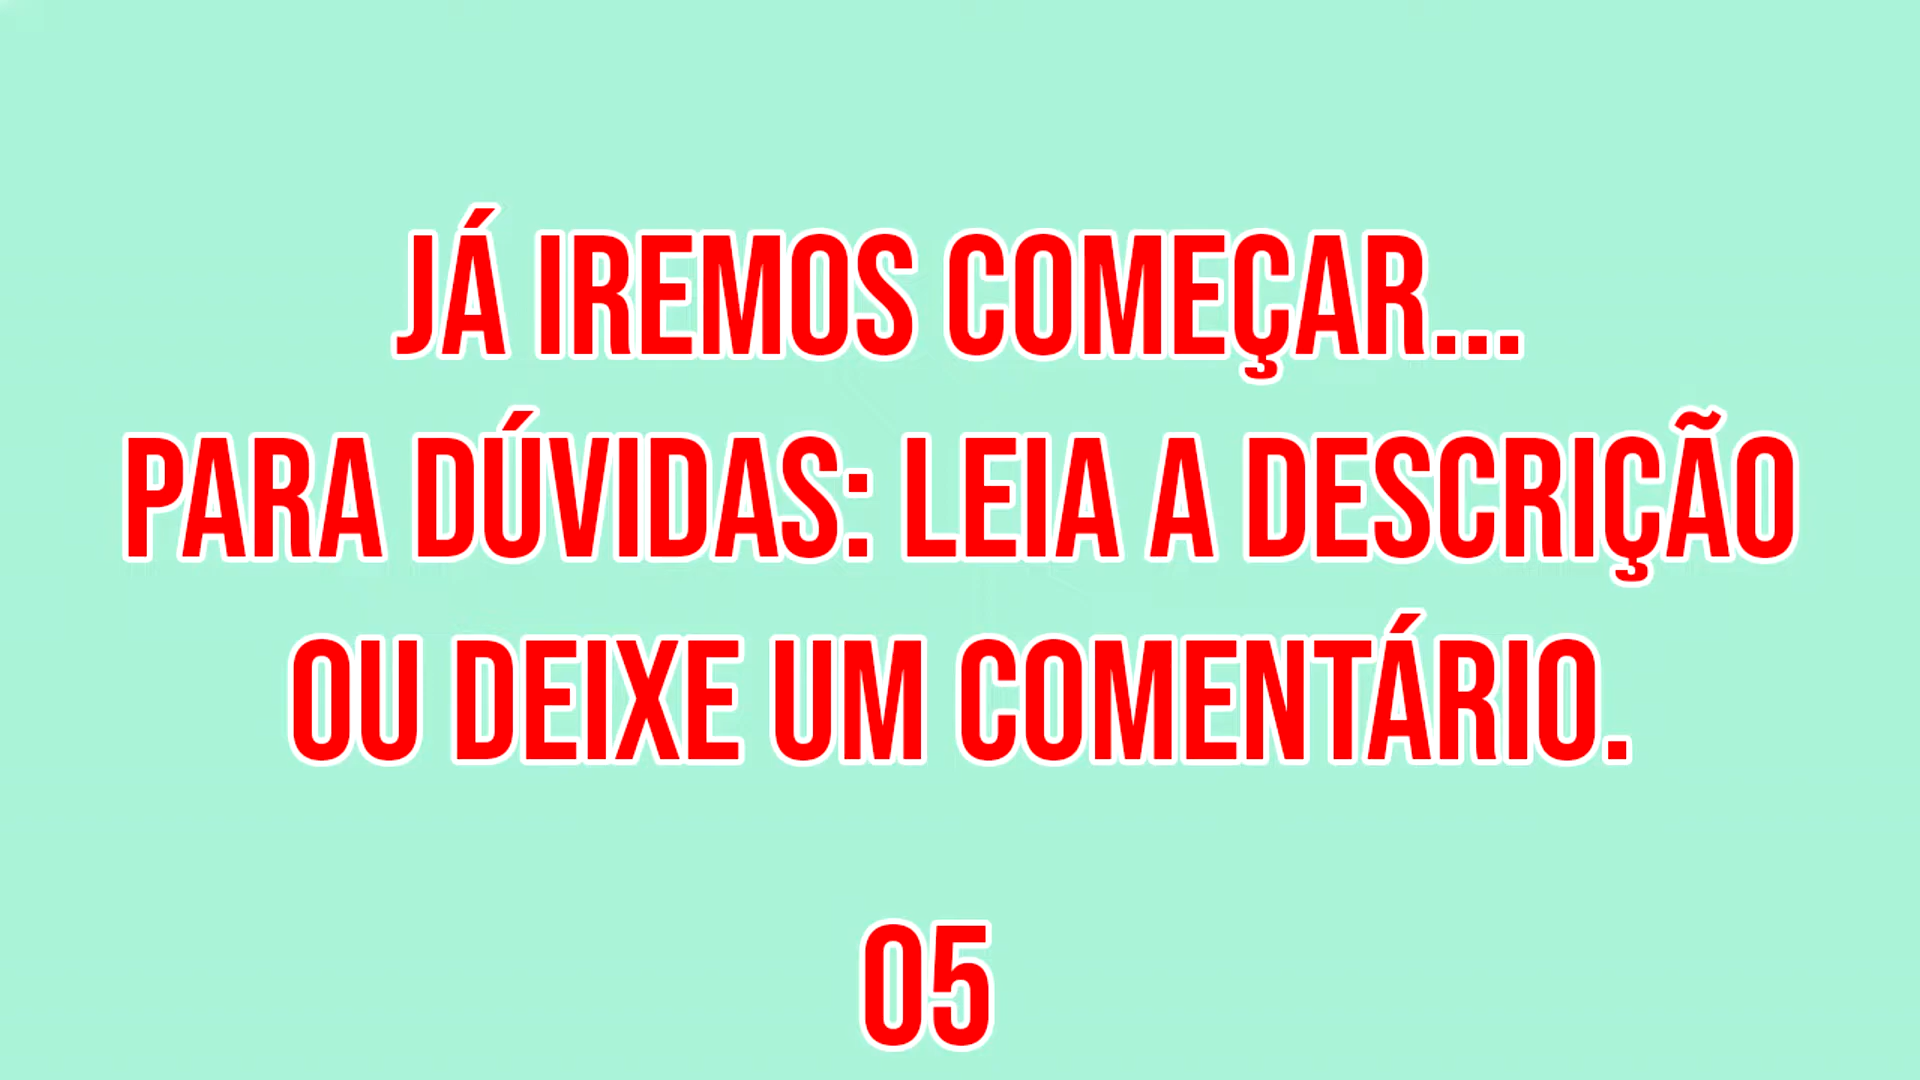 JÁ IREMOS COMEÇAR...
PARA DÚVIDAS: LEIA A DESCRIÇÃO
OU DEIXE UM COMENTÁRIO.
05